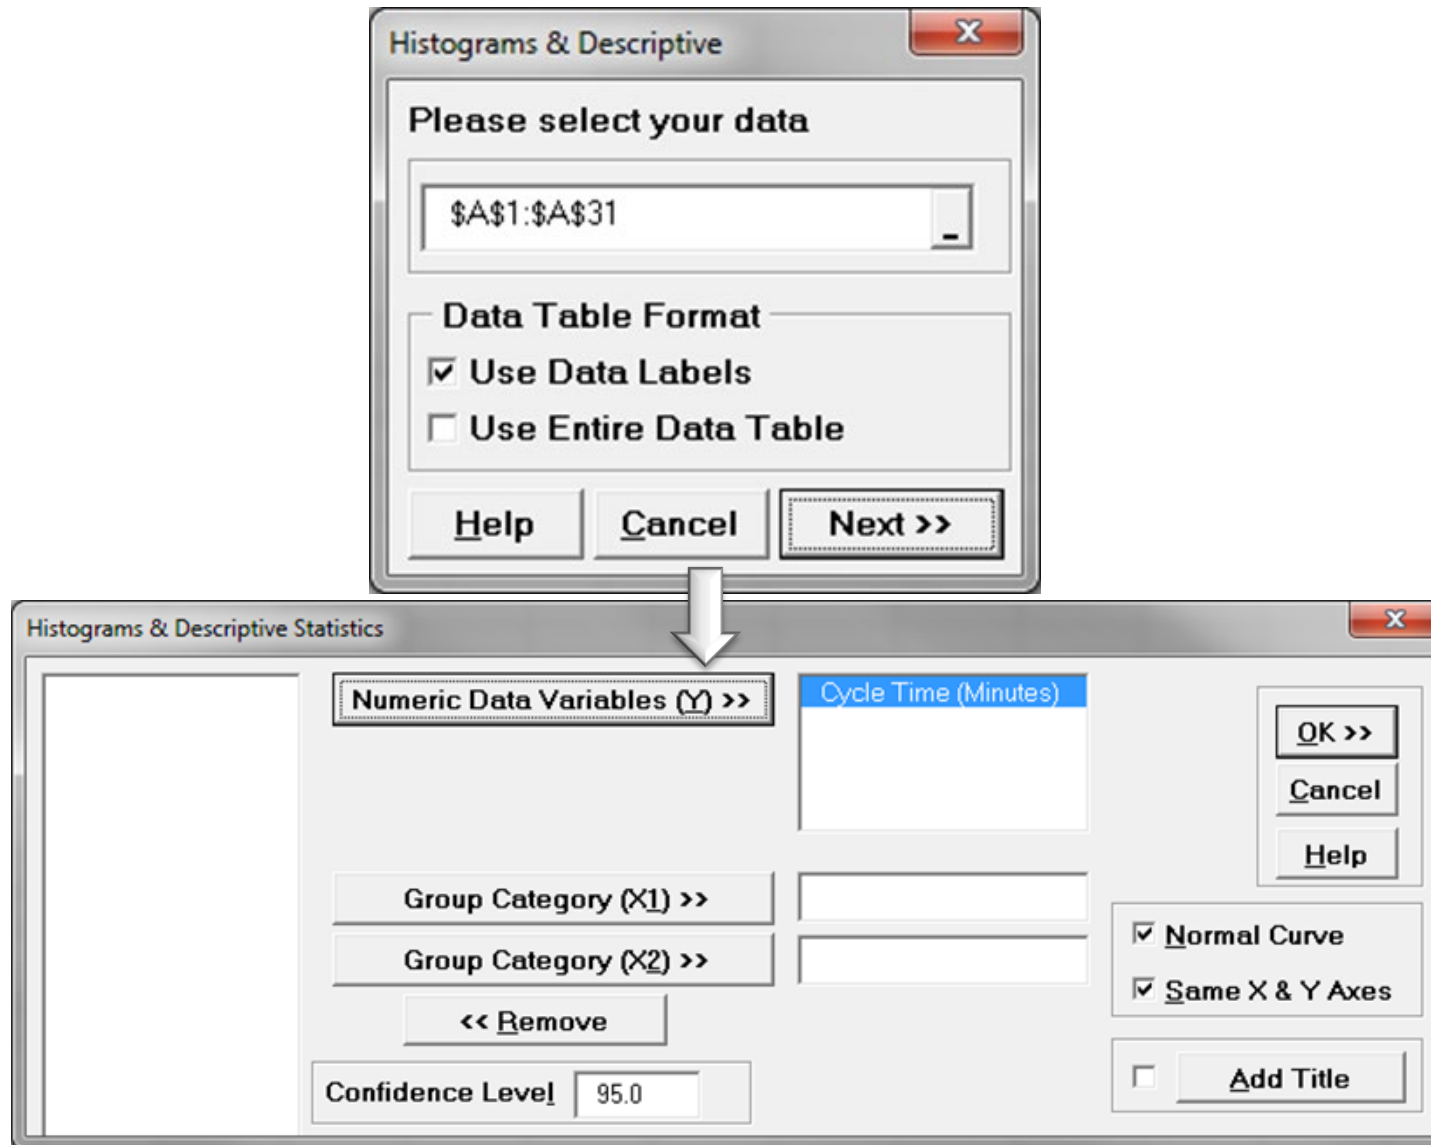 Histograms & Descriptive
Please select your data
$A$1:$A$31
Data Table Format
Use Data Labels
Use Entire Data Table
Help Cancel Next >>
Histograms & Descriptive Statistics
Numeric Data Variables (Y) >>
Cycle Time (Minutes)
OK >>
Cancel
Help
Group Category (X1) >>
Group Category (X2) >>
<< Remove
Normal Curve
Same X & Y Axes
Confidence Level 95.0
Add Title